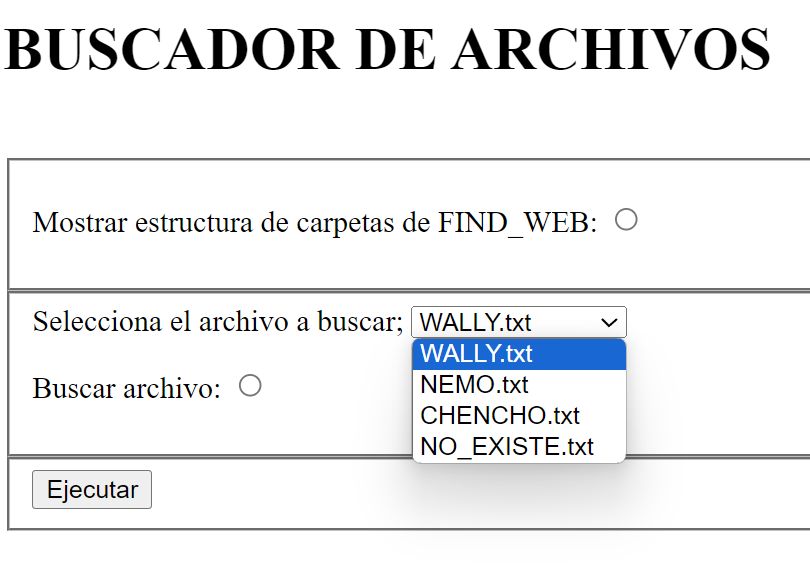 BUSCADOR DE ARCHIVOS
Mostrar estructura de carpetas de FIND_WEB:
Selecciona el archivo a buscar; WALLY.txt
WALLY.txt
NEMO.txt
Buscar archivo:
CHENCHO.txt
NO_EXISTE.txt
Ejecutar